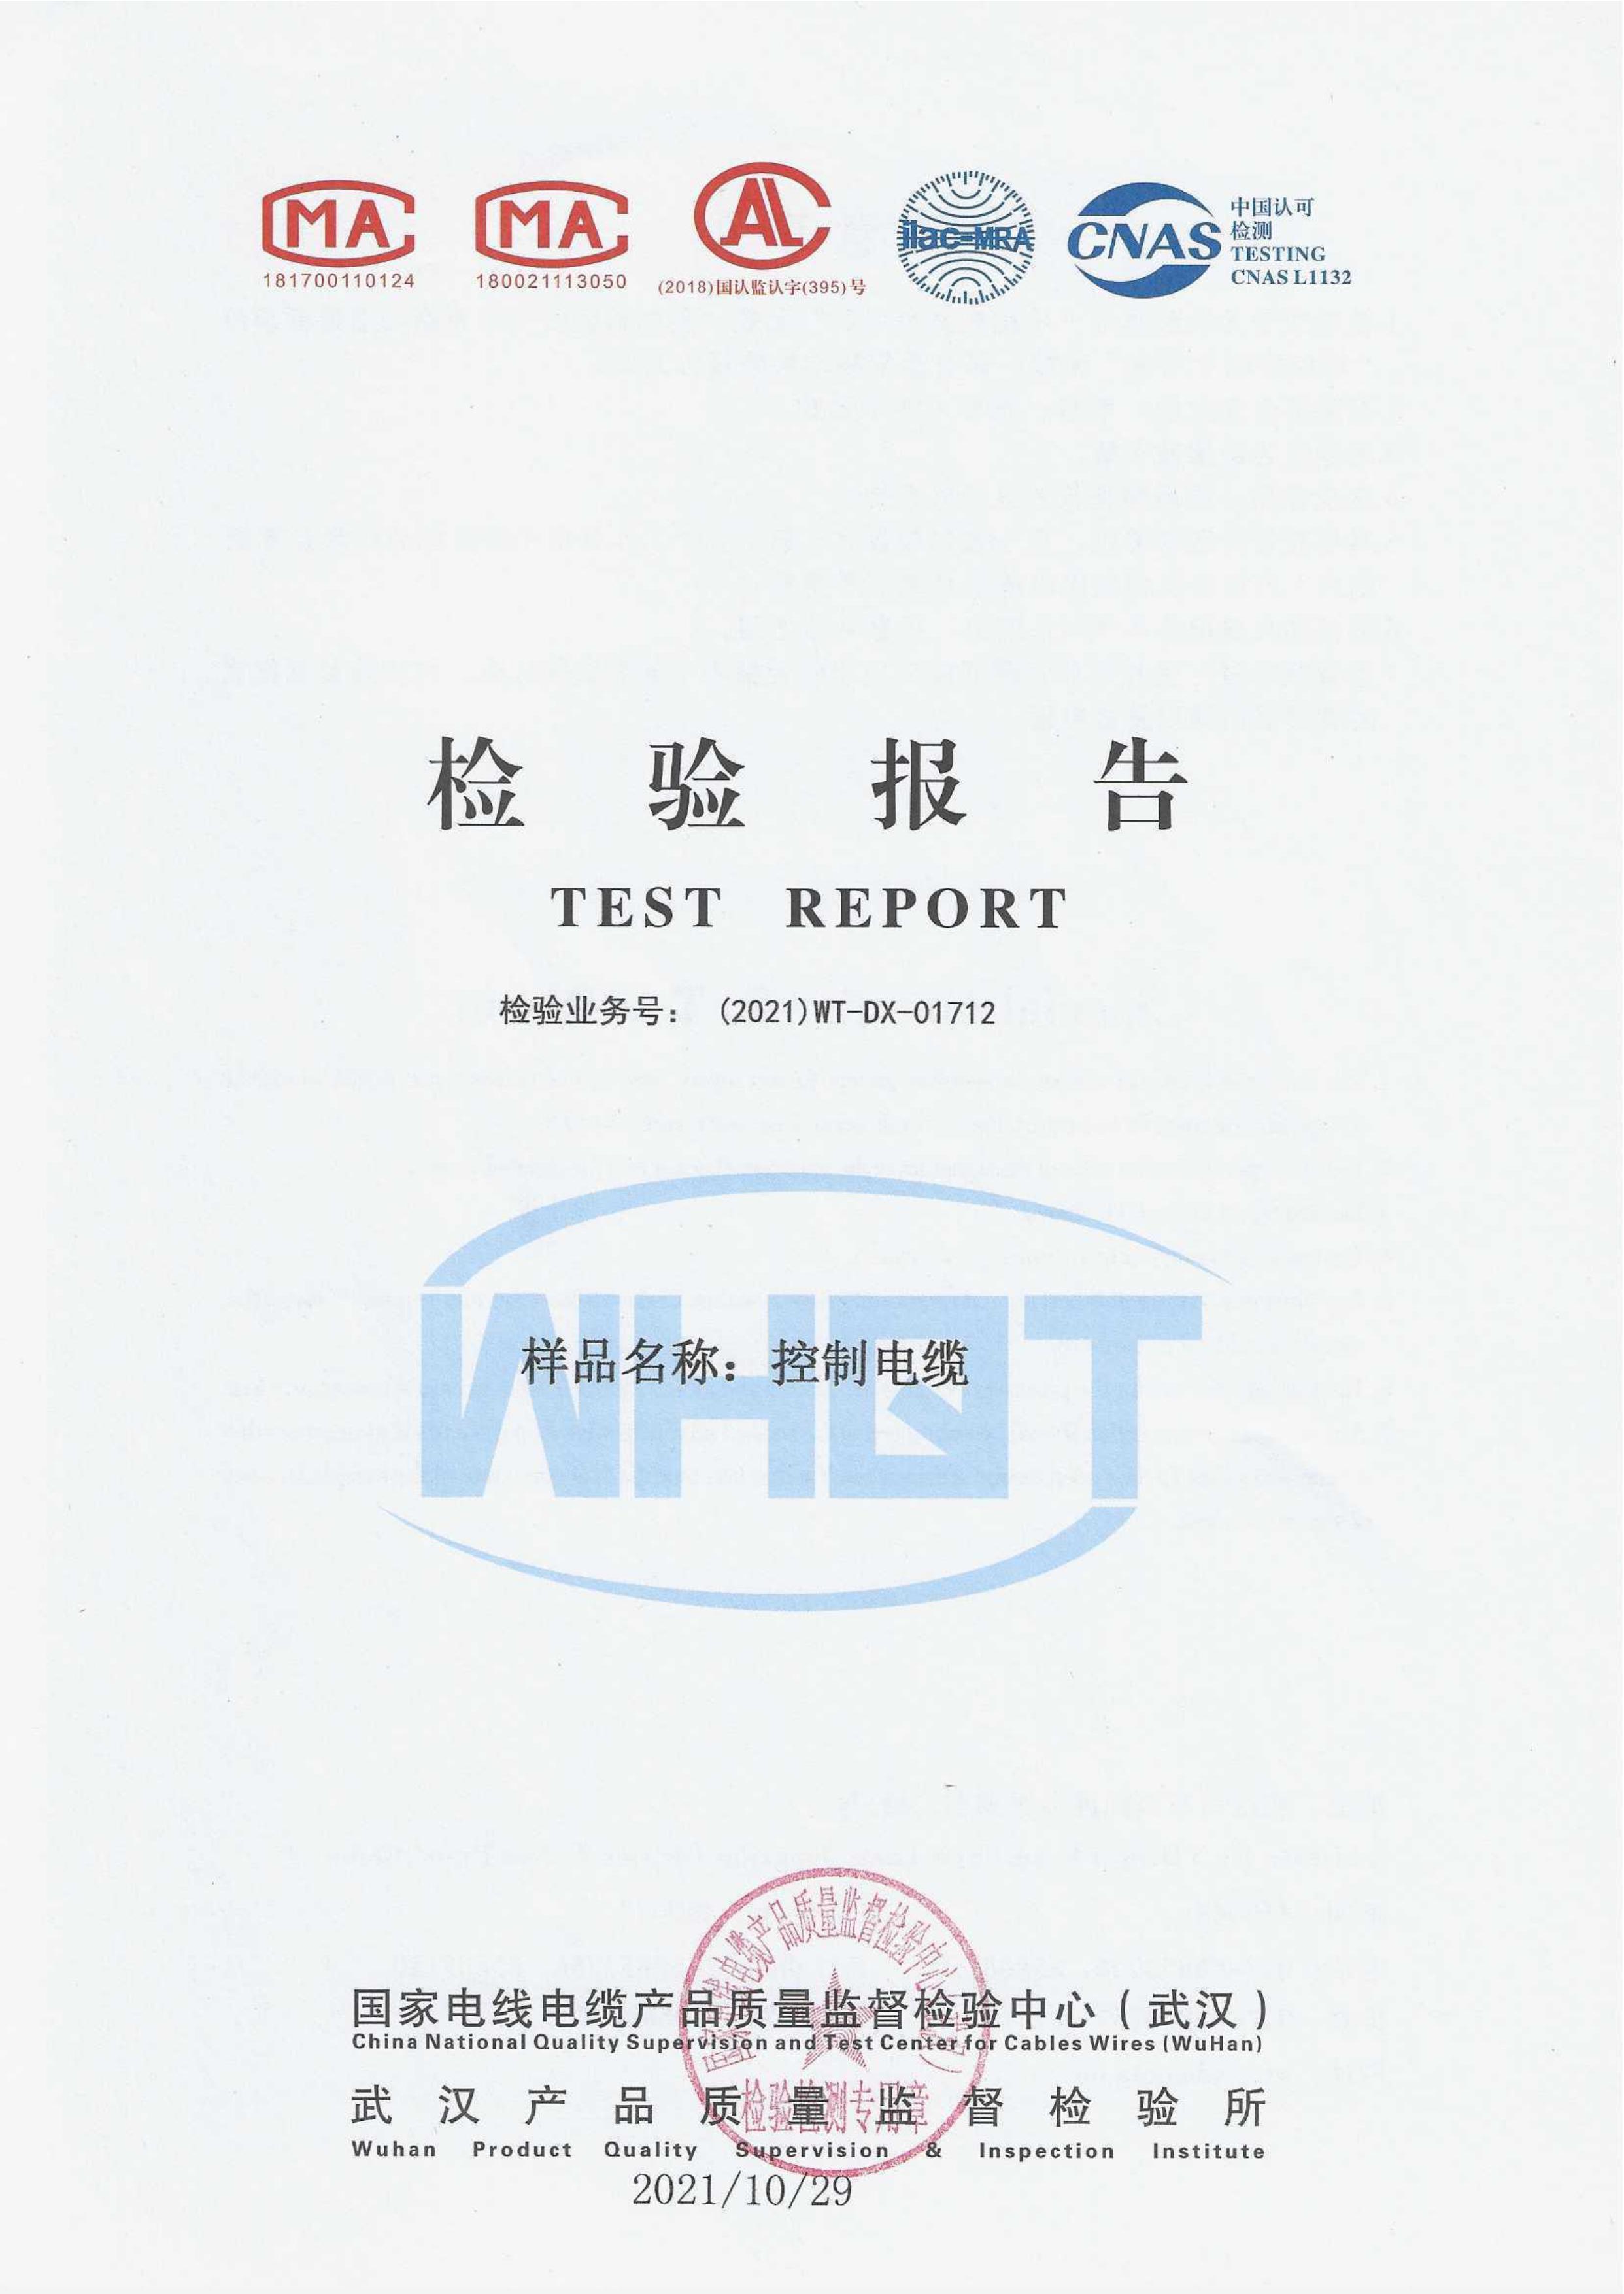 MA
181700110124
MA
180021113050
CAL
(2018)国认监认字(395)号
ilac-MRA
CNAS
中国认可
检测
TESTING
CNAS L1132
检验报告
TEST REPORT
检验业务号： (2021)WT-DX-01712
WHQT
样品名称：控制电缆
国家电线电缆产品质量监督检验中心（武汉）
China National Quality Supervision and Test Center for Cables Wires (WuHan)
武汉产品质量监督检验所
Wuhan Product Quality Supervision & Inspection Institute
国家电线电缆产品质量监督检验中心(武汉)
检验检测专用章
2021/10/29